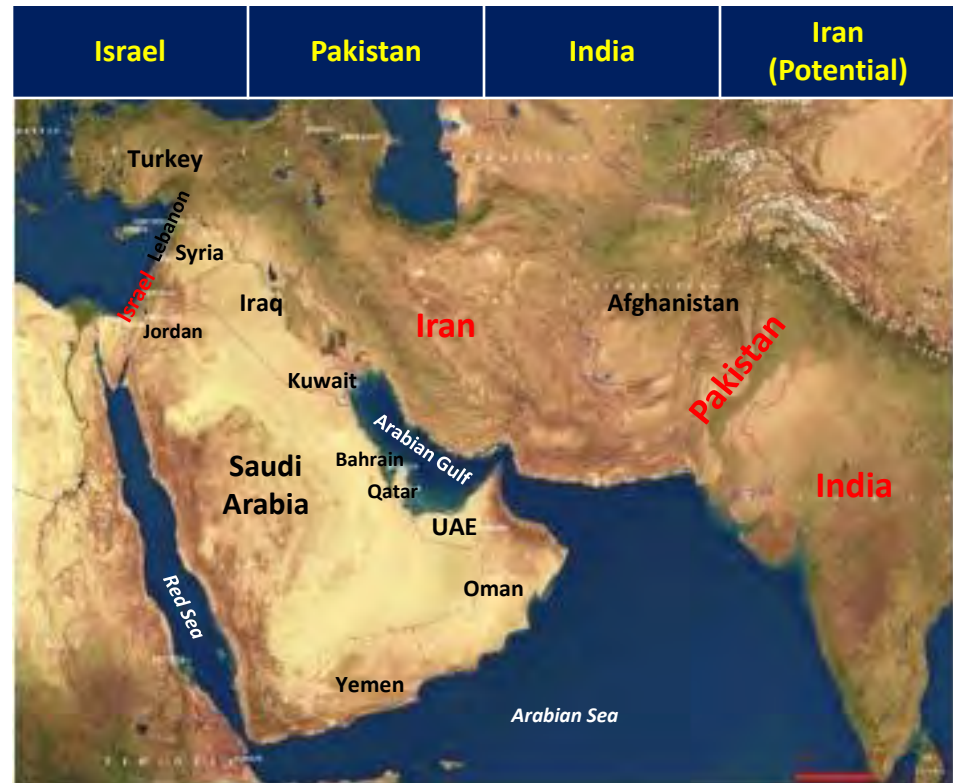 Israel
Pakistan
India
Iran
(Potential)
Turkey
Lebanon
Syria
Israel
Iraq
Iran
Afghanistan
Jordan
Pakistan
Kuwait
Arabian Gulf
Bahrain
Saudi
Arabia
Qatar
India
UAE
Oman
Red Sea
Yemen
Arabian Sea